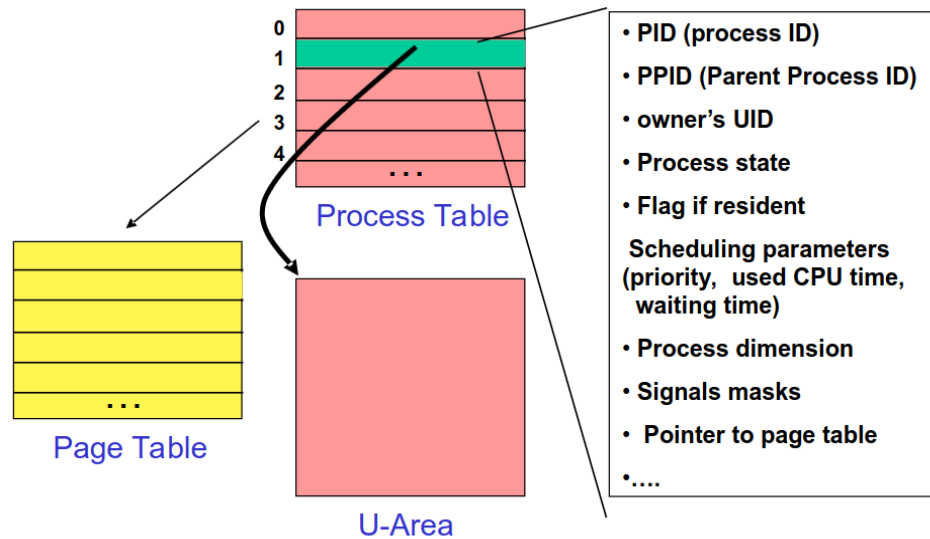 0
1
2
3
4
...
Process Table
...
Page Table
U-Area
• PID (process ID)
• PPID (Parent Process ID)
• owner's UID
• Process state
• Flag if resident
Scheduling parameters
(priority, used CPU time,
waiting time)
• Process dimension
• Signals masks
• Pointer to page table
•....